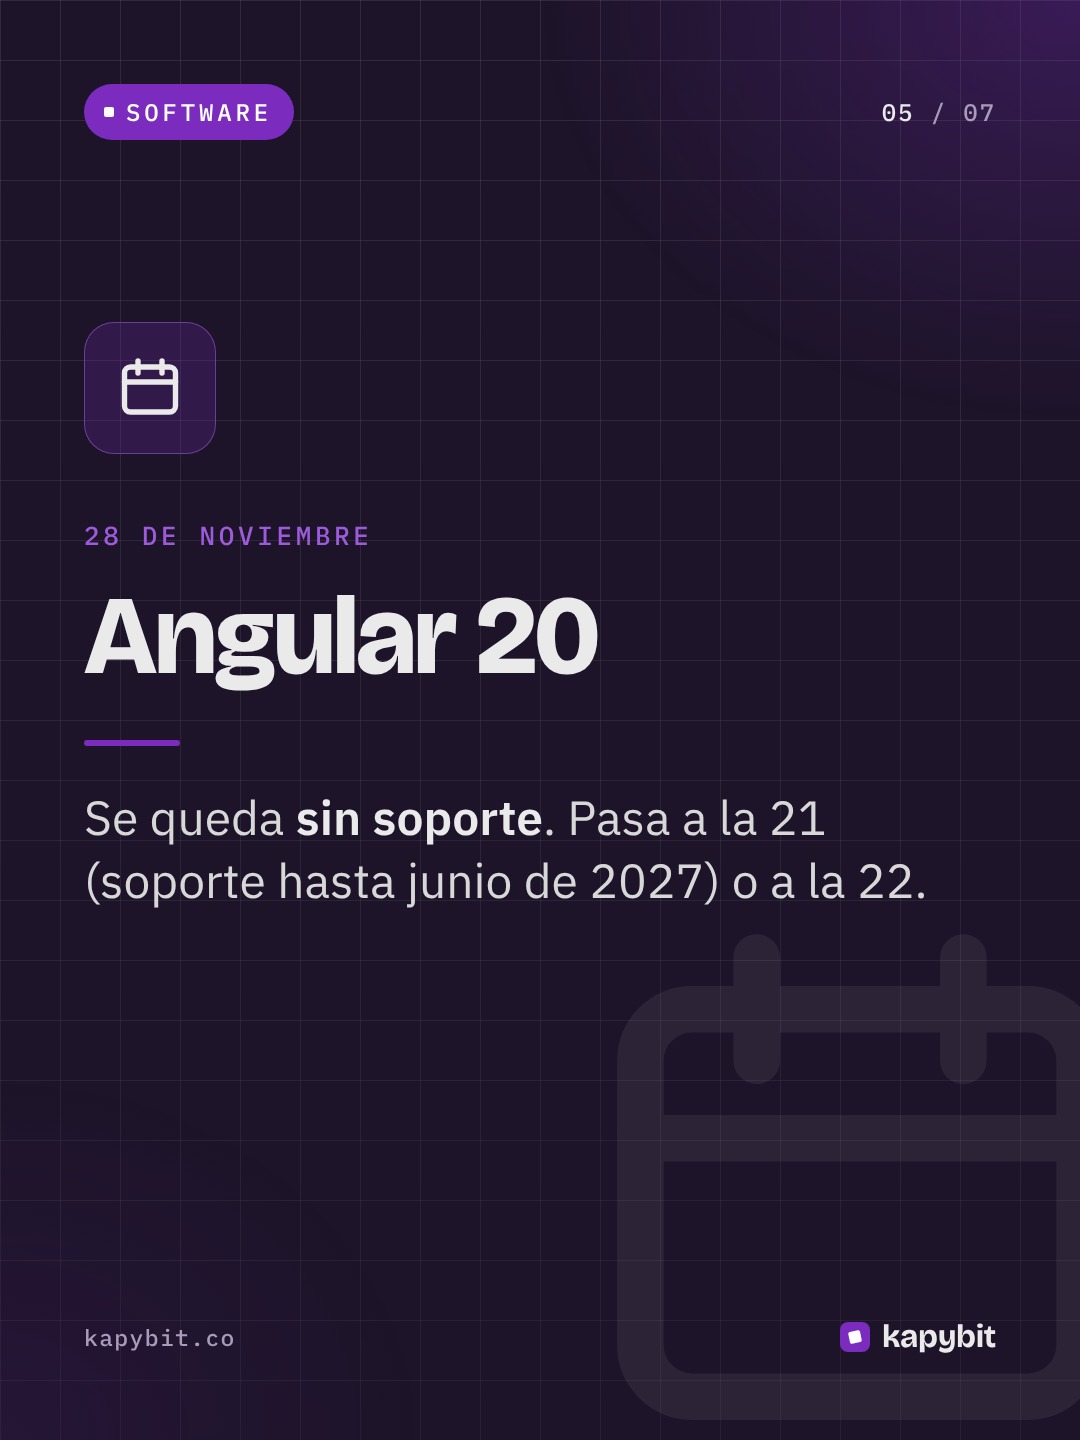 SOFTWARE
05 / 07
28 DE NOVIEMBRE
Angular 20
Se queda sin soporte. Pasa a la 21
(soporte hasta junio de 2027) o a la 22.
kapybit.co
kapybit